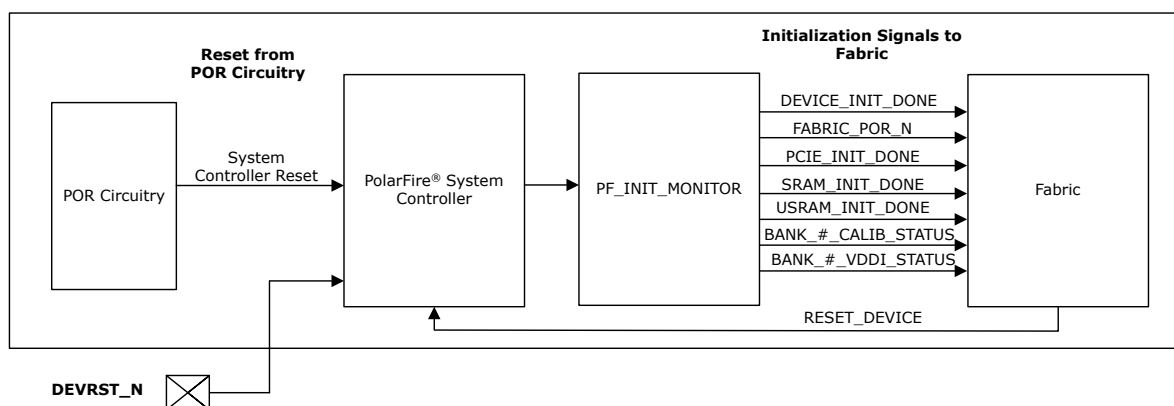 Reset from
POR Circuitry
Initialization Signals to
Fabric
POR Circuitry
System
Controller Reset
PolarFire® System
Controller
PF_INIT_MONITOR
DEVICE_INIT_DONE
FABRIC_POR_N
PCIE_INIT_DONE
SRAM_INIT_DONE
USRAM_INIT_DONE
BANK_#_CALIB_STATUS
BANK_#_VDDI_STATUS
Fabric
RESET_DEVICE
DEVRST_N